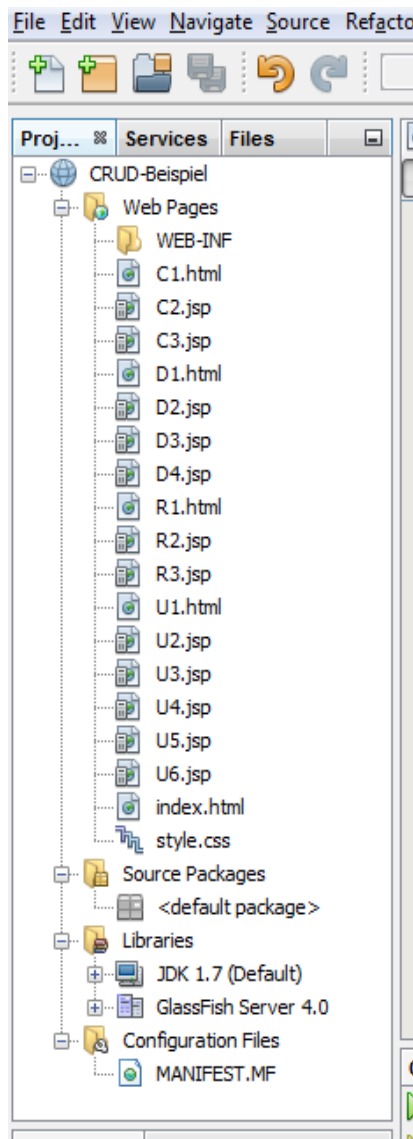 File Edit View Navigate Source Refacto
Proj... Services Files
CRUD-Beispiel
Web Pages
WEB-INF
C1.html
C2.jsp
C3.jsp
D1.html
D2.jsp
D3.jsp
D4.jsp
R1.html
R2.jsp
R3.jsp
U1.html
U2.jsp
U3.jsp
U4.jsp
U5.jsp
U6.jsp
index.html
style.css
Source Packages
<default package>
Libraries
JDK 1.7 (Default)
GlassFish Server 4.0
Configuration Files
MANIFEST.MF